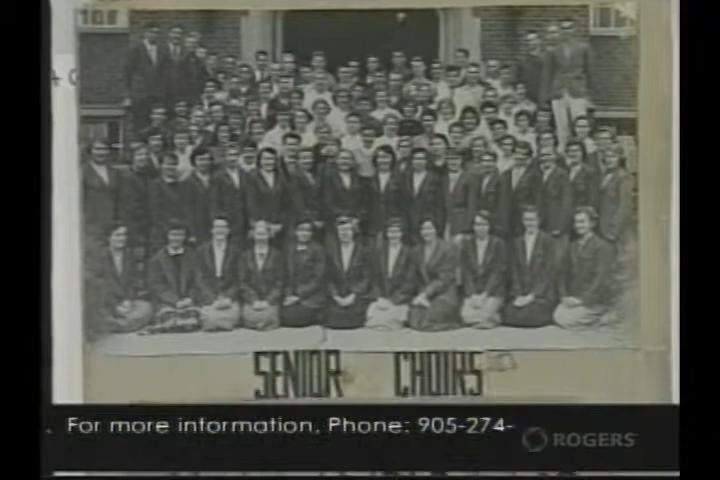 SENIOR CHOIRS
. For more information, Phone: 905-274-
ROGERS